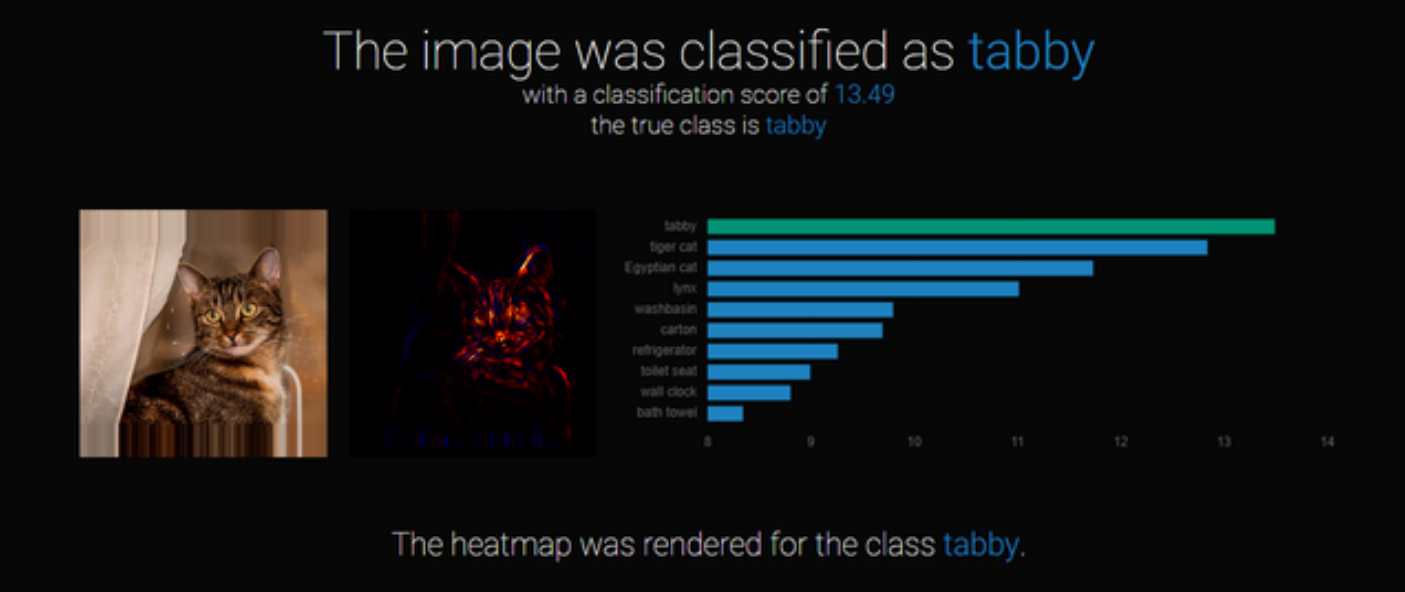 The image was classified as tabby
with a classification score of 13.49
the true class is tabby
tabby
tiger cat
Egyptian cat
lynx
washbasin
carton
refrigerator
toilet seat
wall clock
bath towel
8 9 10 11 12 13 14
The heatmap was rendered for the class tabby.